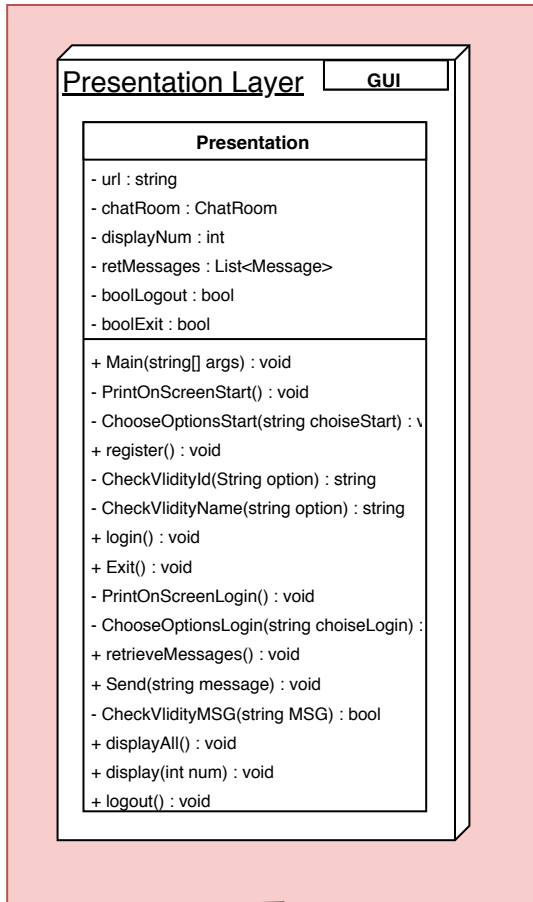 Presentation Layer
GUI
Presentation
- url : string
- chatRoom : ChatRoom
- displayNum : int
- retMessages : List<Message>
- boolLogout : bool
- boolExit : bool
+ Main(string[] args) : void
- PrintOnScreenStart() : void
- ChooseOptionsStart(string choiseStart) :
+ register() : void
- CheckVlidityId(String option) : string
- CheckVlidityName(string option) : string
+ login() : void
+ Exit() : void
- PrintOnScreenLogin() : void
- ChooseOptionsLogin(string choiseLogin) :
+ retrieveMessages() : void
+ Send(string message) : void
- CheckVlidityMSG(string MSG) : bool
+ displayAll() : void
+ display(int num) : void
+ logout() : void